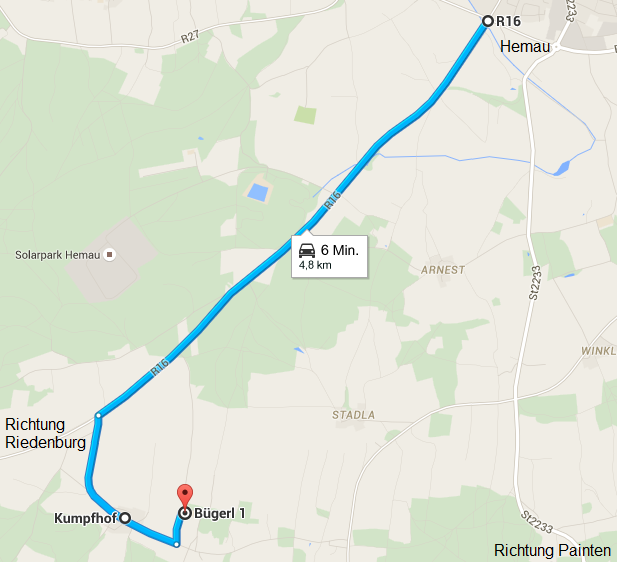 R16
Hemau
R27
R16
6 Min.
4,8 km
Solarpark Hemau
ARNEST
St2233
WINKL
R16
STADLA
Richtung
Riedenburg
Kumpfhof
Bügerl 1
St2233
Richtung Painten